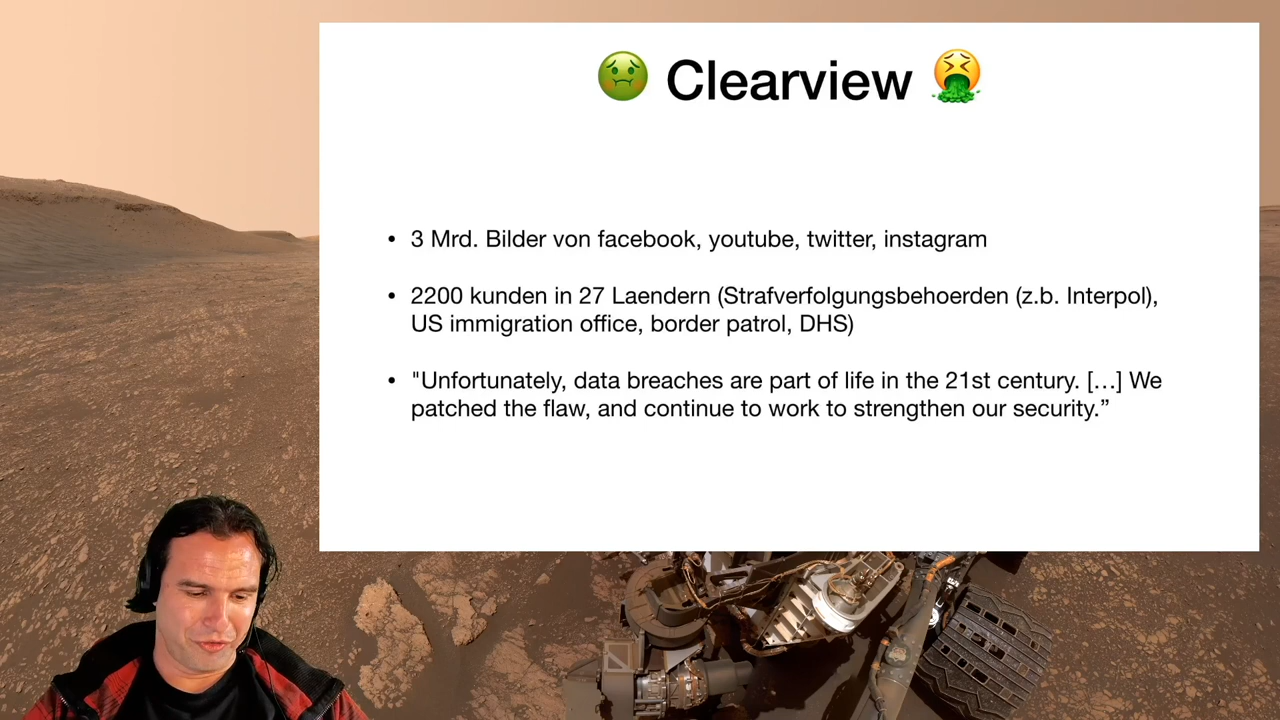 🤢 Clearview 🤮
• 3 Mrd. Bilder von facebook, youtube, twitter, instagram
• 2200 kunden in 27 Laendern (Strafverfolgungsbehoerden (z.b. Interpol),
US immigration office, border patrol, DHS)
• "Unfortunately, data breaches are part of life in the 21st century. […] We
patched the flaw, and continue to work to strengthen our security.”